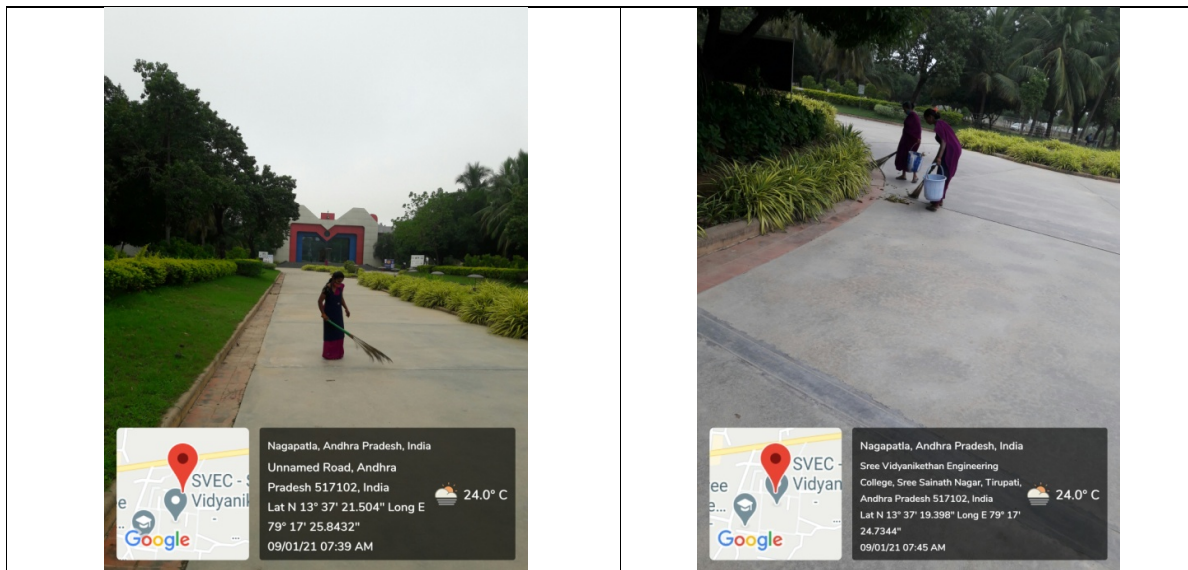 Nagapatla, Andhra Pradesh, India
Unnamed Road, Andhra
Pradesh 517102, India
Lat N 13° 37' 21.504" Long E
79° 17' 25.8432"
09/01/21 07:39 AM
24.0° C
SVEC - S
Vidyanik
e
e...
Google
Nagapatla, Andhra Pradesh, India
Sree Vidyanikethan Engineering
College, Sree Sainath Nagar, Tirupati,
Andhra Pradesh 517102, India
Lat N 13° 37' 19.398" Long E 79° 17'
24.7344"
09/01/21 07:45 AM
24.0° C
SVEC -
Vidyan
ee
e...
Google